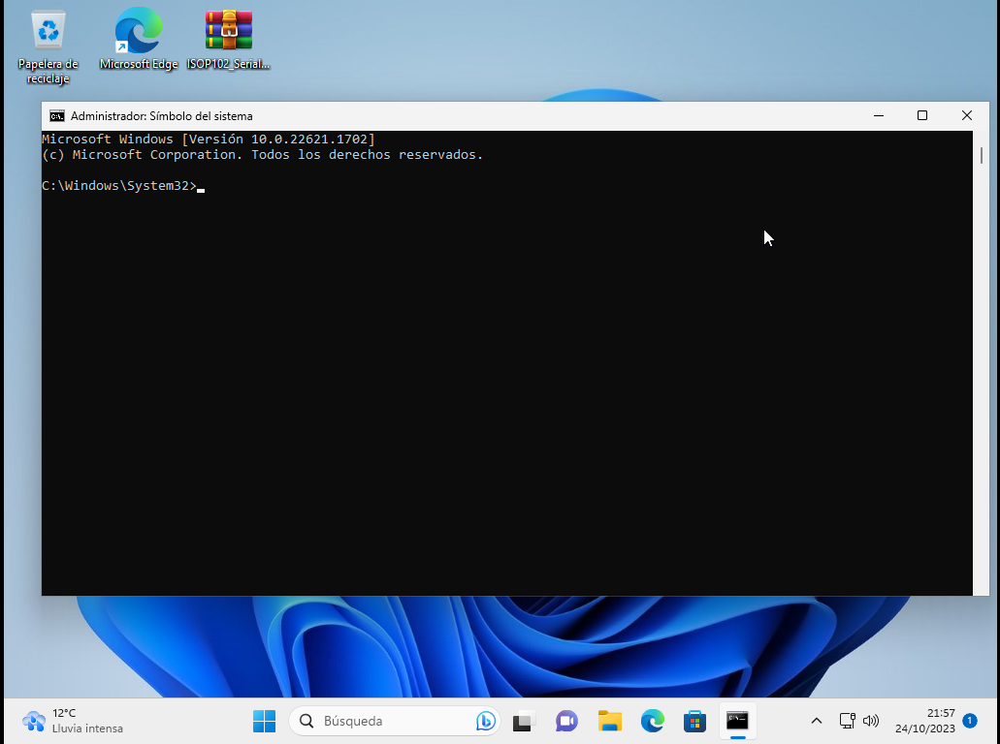 Papelera de
reciclaje
Microsoft Edge
ISOP102_Serial...
Administrador: Símbolo del sistema
Microsoft Windows [Versión 10.0.22621.1702]
(c) Microsoft Corporation. Todos los derechos reservados.
C:\Windows\System32>
12°C
Lluvia intensa
Búsqueda
21:57
24/10/2023
1